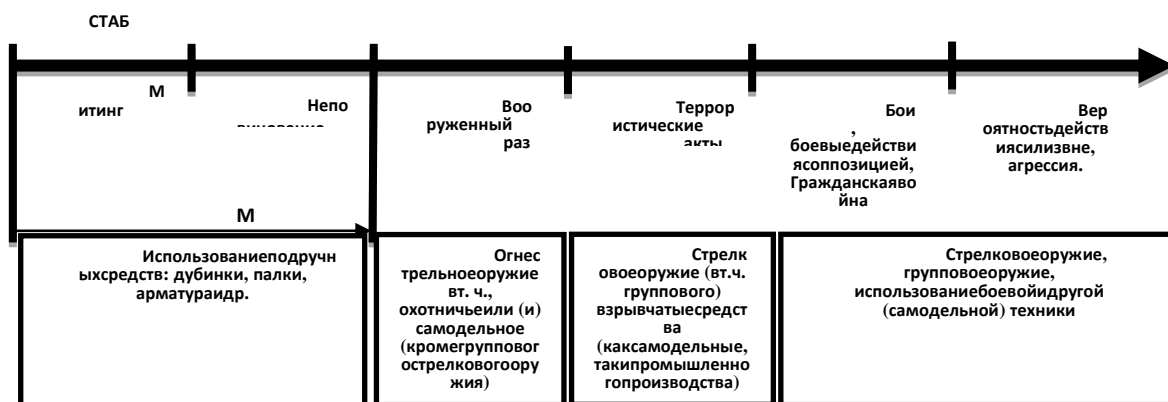 СТАБ
М
итинг
Непо
Воо
руженный
раз
Террор
истические
акты
Бои
,
боевыедействи
ясоппозицией,
Гражданскаяво
йна
Вер
оятностьдейств
иясилизвне,
агрессия.
М
Использованиеподручн
ыхсредств: дубинки, палки,
арматураидр.
Огнес
трельноеоружие
вт. ч.,
охотничьеили (и)
самодельное
(кромегрупповог
острелковогоору
жия)
Стрелк
овоеоружие (вт.ч.
группового)
взрывчатыесредст
ва
(каксамодельные,
такипромышленно
гопроизводства)
Стрелковоеоружие,
групповоеоружие,
использованиебоевойидругой
(самодельной) техники